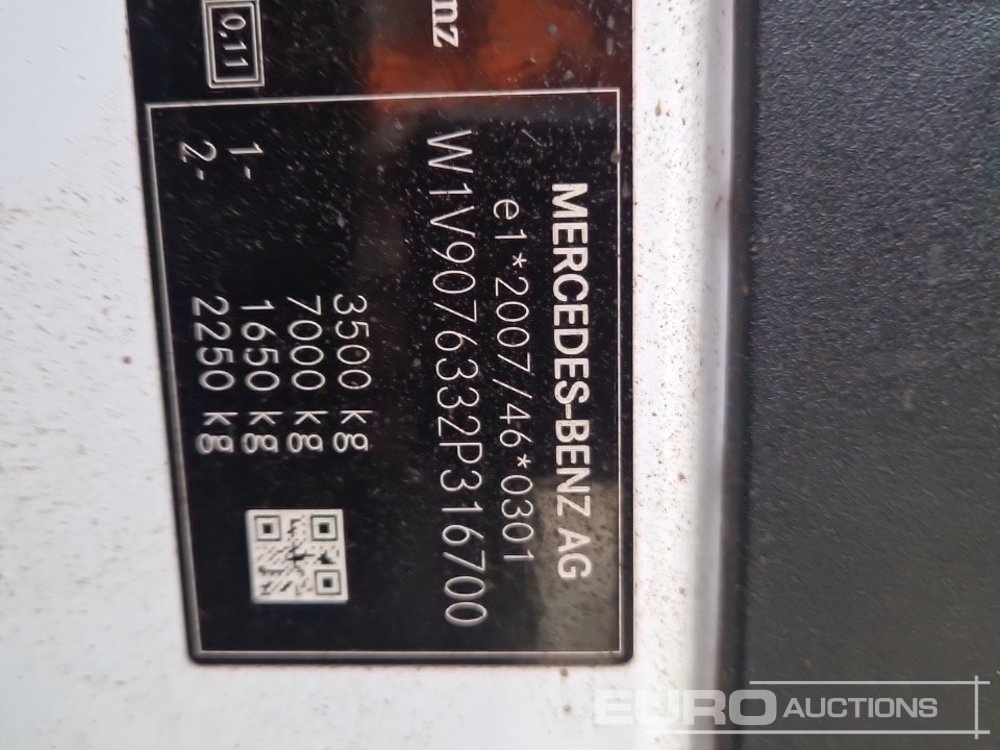 nz
0.11
MERCEDES-BENZ AG
e1*2007/46*0301
W1V9076332P316700
3500 kg
7000 kg
1- 1650 kg
2- 2250 kg
EURO AUCTIONS